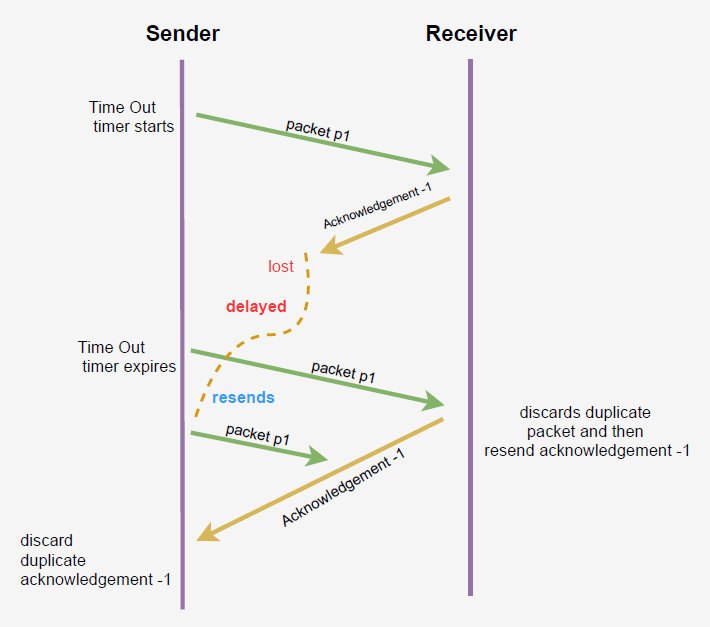 Sender
Receiver
Time Out
timer starts
packet p1
Acknowledgement -1
lost
delayed
Time Out
timer expires
packet p1
resends
discards duplicate
packet and then
resend acknowledgement -1
packet p1
Acknowledgement -1
discard
duplicate
acknowledgement -1